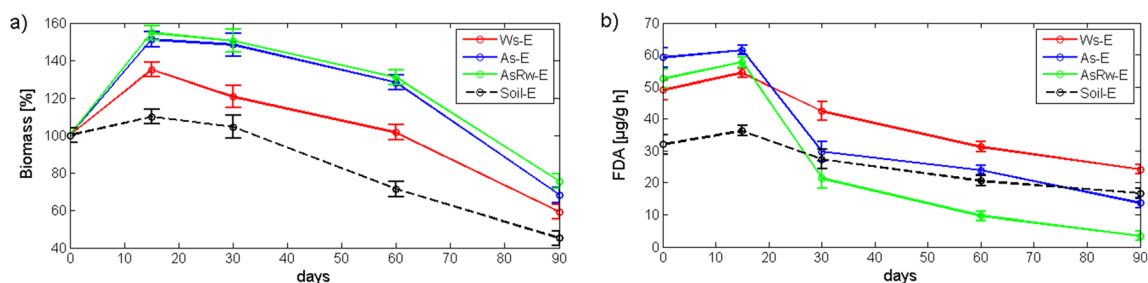 a)
Biomass [%]
160
140
120
100
80
60
40
0 10 20 30 40 50 60 70 80 90
days
Ws-E
As-E
AsRw-E
Soil-E
b)
FDA [µg/g h]
70
60
50
40
30
20
10
0
0 10 20 30 40 50 60 70 80 90
days
Ws-E
As-E
AsRw-E
Soil-E